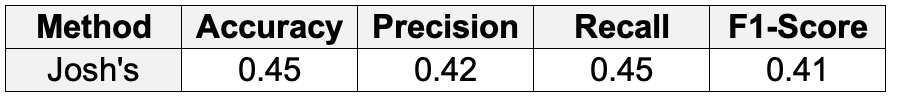 Method Accuracy Precision Recall F1-Score
Josh's 0.45 0.42 0.45 0.41